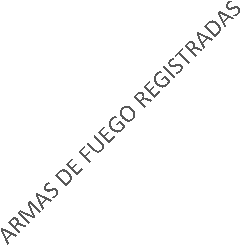 ARMAS DE FUEGO REGISTRADAS